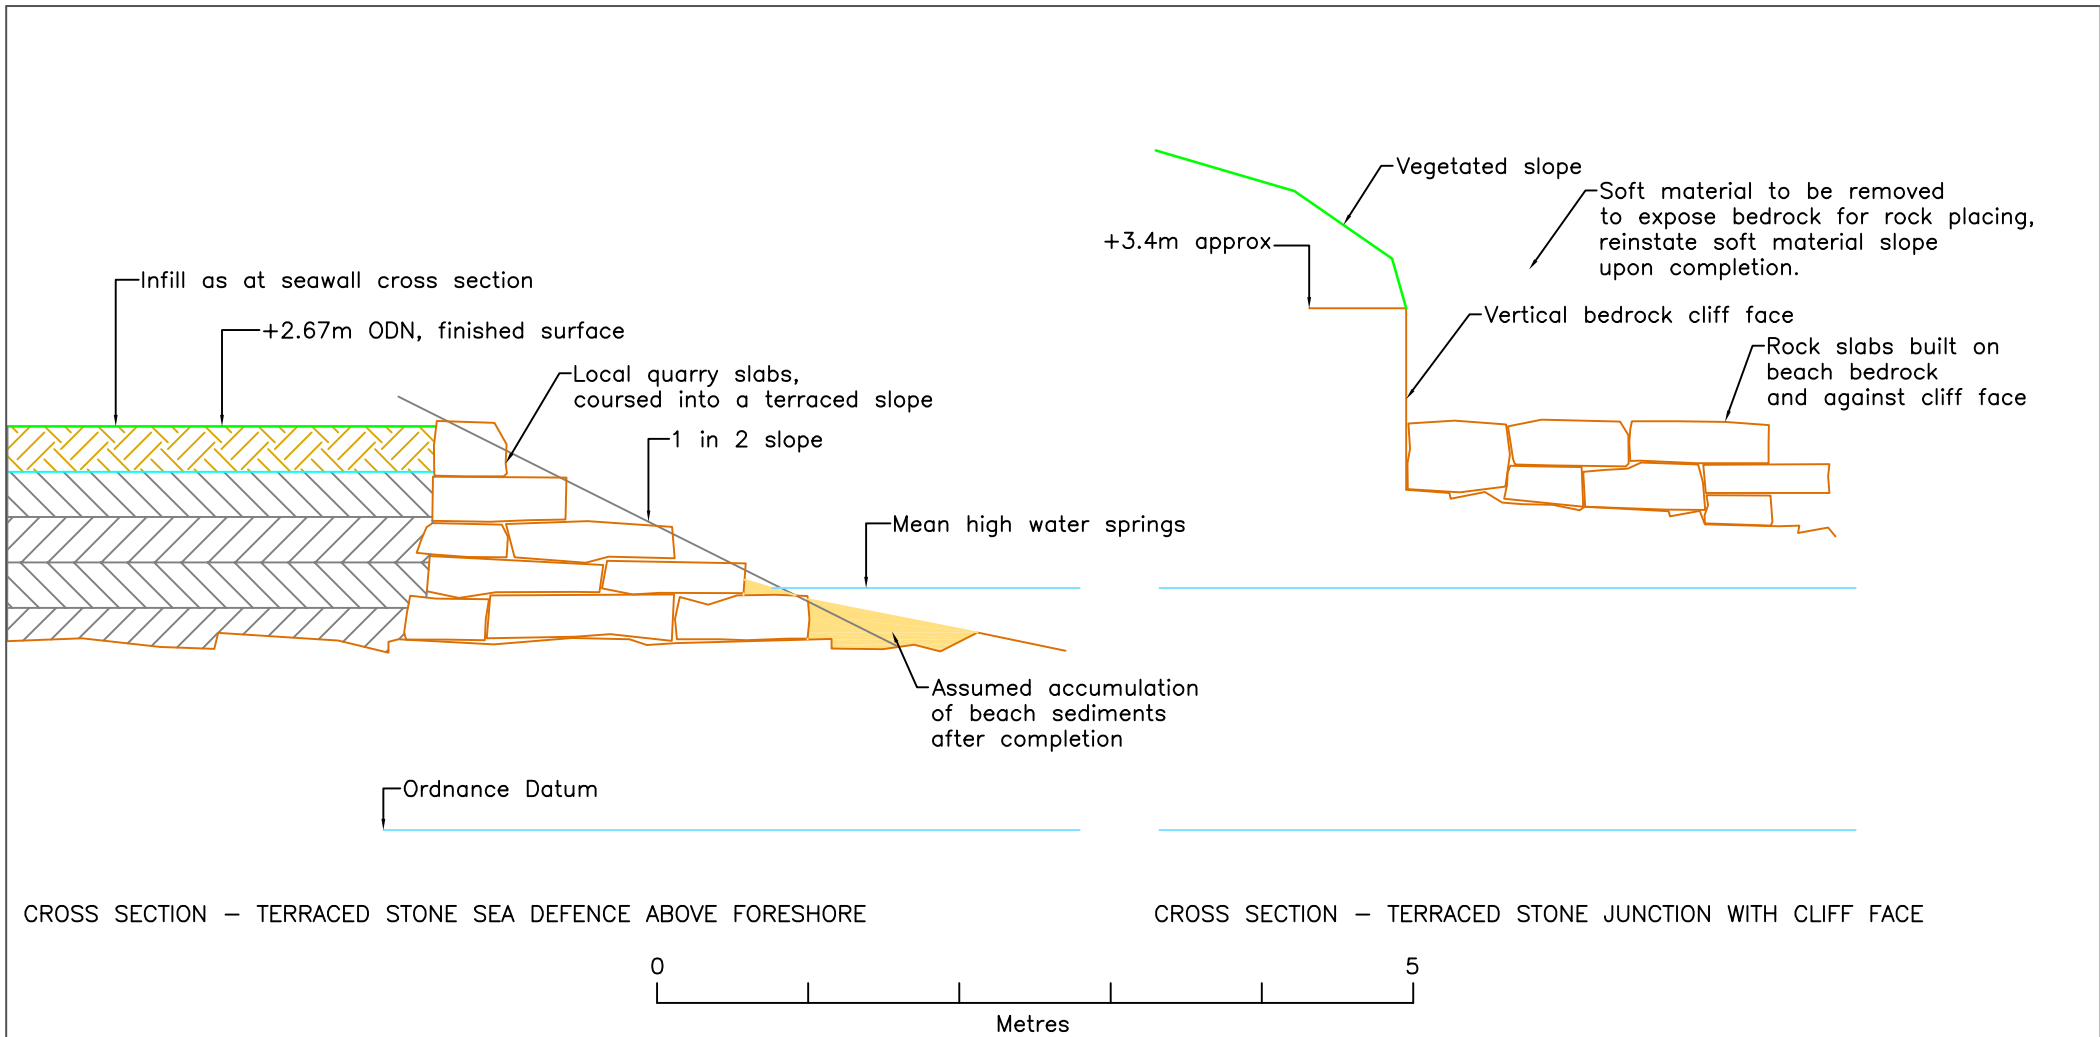 Vegetated slope
Soft material to be removed
to expose bedrock for rock placing,
reinstate soft material slope
upon completion.
+3.4m approx
Infill as at seawall cross section
+2.67m ODN, finished surface
Vertical bedrock cliff face
Local quarry slabs,
coursed into a terraced slope
Rock slabs built on
beach bedrock
and against cliff face
1 in 2 slope
Mean high water springs
Assumed accumulation
of beach sediments
after completion
Ordnance Datum
CROSS SECTION – TERRACED STONE SEA DEFENCE ABOVE FORESHORE
CROSS SECTION – TERRACED STONE JUNCTION WITH CLIFF FACE
0 5
Metres